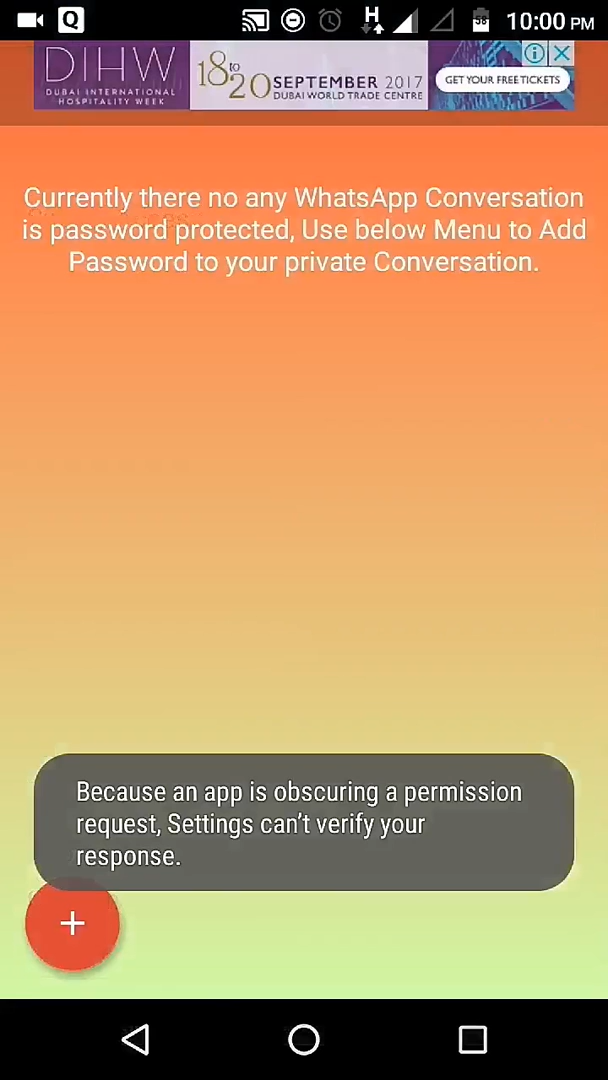 Q
H
58
10:00 PM
DIHW
DUBAI INTERNATIONAL
HOSPITALITY WEEK
18to
20 SEPTEMBER 2017
DUBAI WORLD TRADE CENTRE
GET YOUR FREE TICKETS
Currently there no any WhatsApp Conversation
is password protected, Use below Menu to Add
Password to your private Conversation.
Because an app is obscuring a permission
request, Settings can’t verify your
response.
+